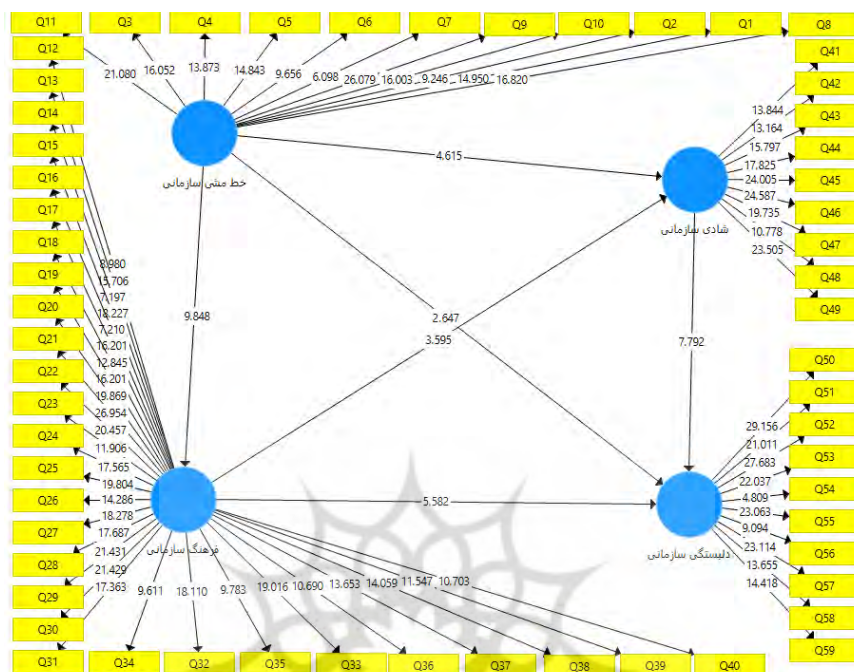 Q11 Q3 Q4 Q5 Q6 Q7 Q9 Q10 Q2 Q1 Q8
21.080 16.052 13.873 14.843 9.656 6.098 26.079 16.003 9.246 14.950 16.820
خط مشی سازمانی
Q41
Q42
Q43
Q44
Q45
Q46
Q47
Q48
Q49
13.844
13.164
15.797
17.825
24.005
24.587
19.735
10.778
23.505
شادی سازمانی
4.615
9.848
2.647
3.595
7.792
5.582
Q12
Q13
Q14
Q15
Q16
Q17
Q18
Q19
Q20
Q21
Q22
Q23
Q24
Q25
Q26
Q27
Q28
Q29
Q30
Q31
8.980
15.706
7.197
18.227
7.210
16.201
12.845
16.201
19.869
26.954
20.457
11.906
17.565
19.804
14.286
18.278
17.687
21.431
21.429
17.363
فرهنگ سازمانی
9.611 18.110 9.783 19.016 10.690 13.653 14.059 11.547 10.703
Q34 Q32 Q35 Q33 Q36 Q37 Q38 Q39 Q40
Q50
Q51
Q52
Q53
Q54
Q55
Q56
Q57
Q58
Q59
29.156
21.011
27.683
22.037
4.809
23.063
9.094
23.114
13.655
14.418
دلبستگی سازمانی